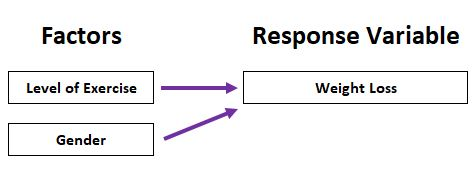 Factors
Response Variable
Level of Exercise
Weight Loss
Gender